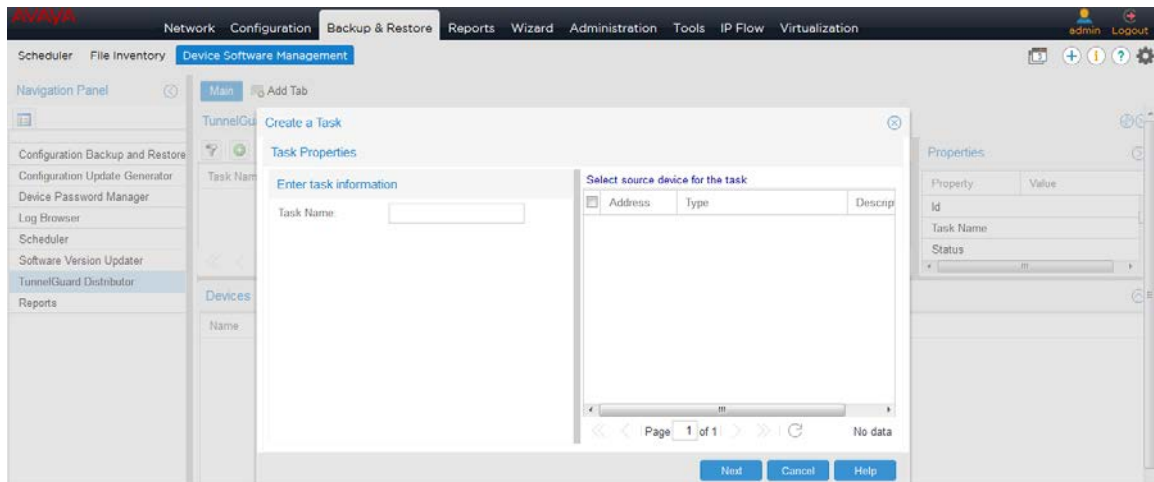 AVAYA
Network Configuration Backup & Restore Reports Wizard Administration Tools IP Flow Virtualization
admin Logout
Scheduler File Inventory Device Software Management
Navigation Panel
Main Add Tab
TunnelGu
Create a Task
Task Properties
Enter task information
Task Name:
Select source device for the task
Address Type Descrip
Page 1 of 1
No data
Next Cancel Help
Configuration Backup and Restore
Configuration Update Generator
Device Password Manager
Log Browser
Scheduler
Software Version Updater
TunnelGuard Distributor
Reports
Task Nam
Devices
Name
Properties
Property Value
Id
Task Name
Status